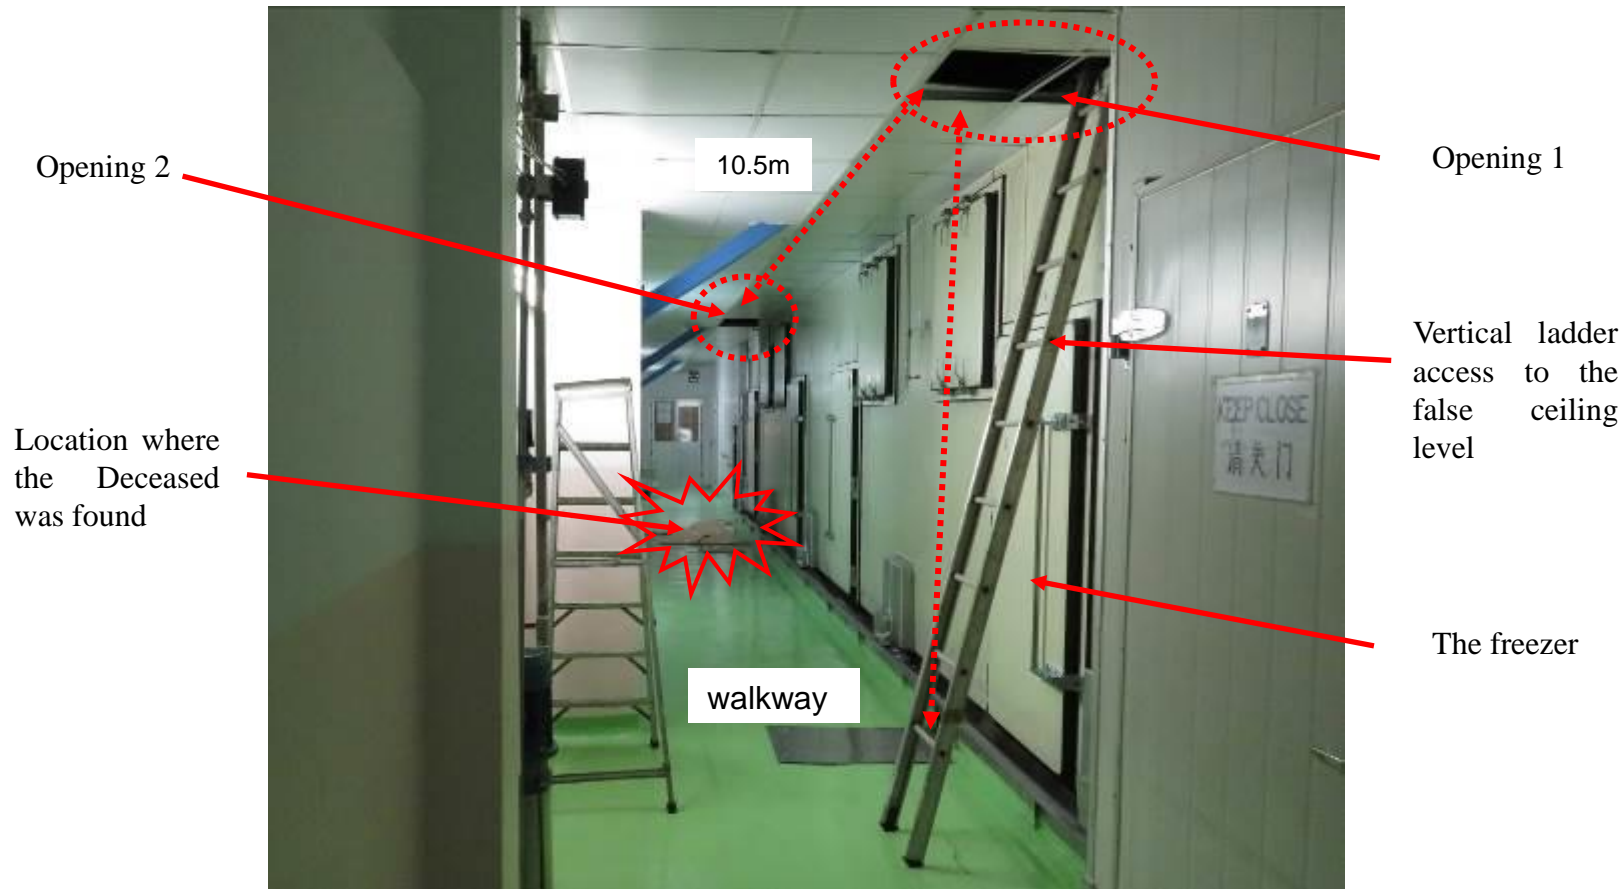 Opening 2
10.5m
Opening 1
Vertical ladder
access to the
false ceiling
level
Location where
the Deceased
was found
KEEP CLOSE
请关门
The freezer
walkway